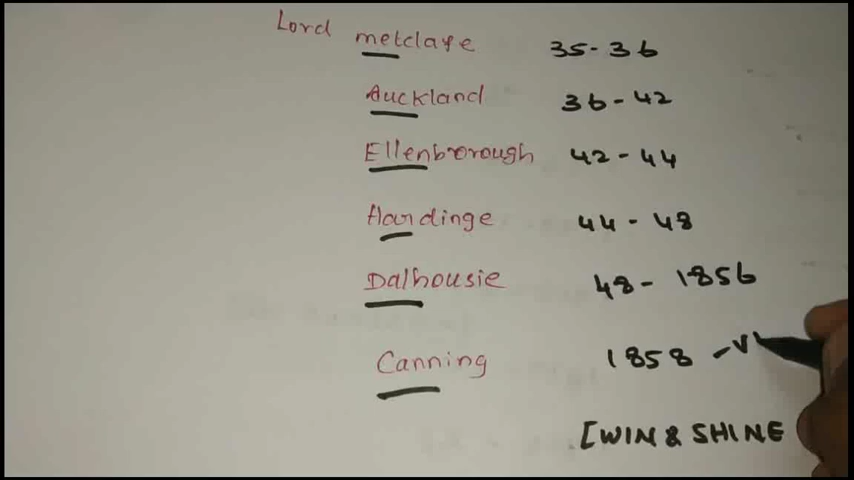 Lord metclafe 35-36
Auckland 36-42
Ellenbrorough 42-44
Hardinge 44-48
Dalhousie 48-1856
Canning 1858 - V
[WIN & SHINE